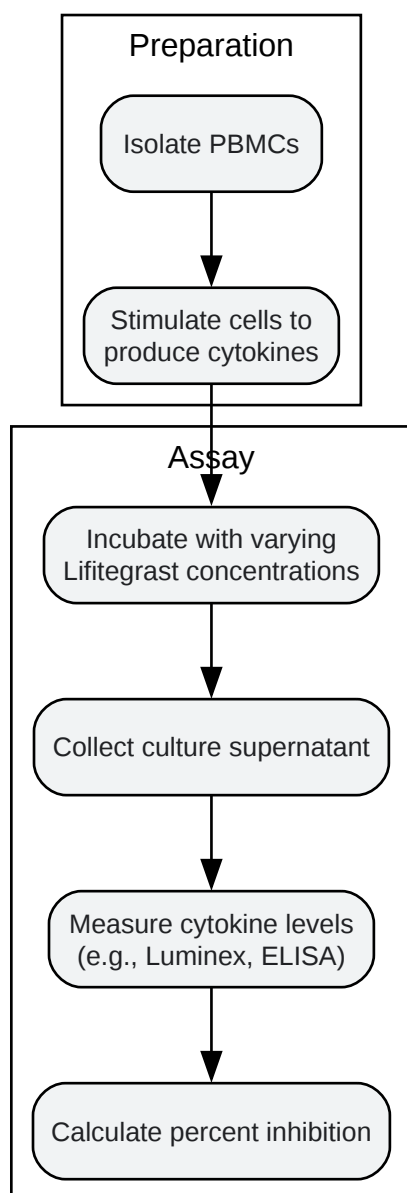 Preparation
Isolate PBMCs
Stimulate cells to
produce cytokines
Assay
Incubate with varying
Lifitegrast concentrations
Collect culture supernatant
Measure cytokine levels
(e.g., Luminex, ELISA)
Calculate percent inhibition